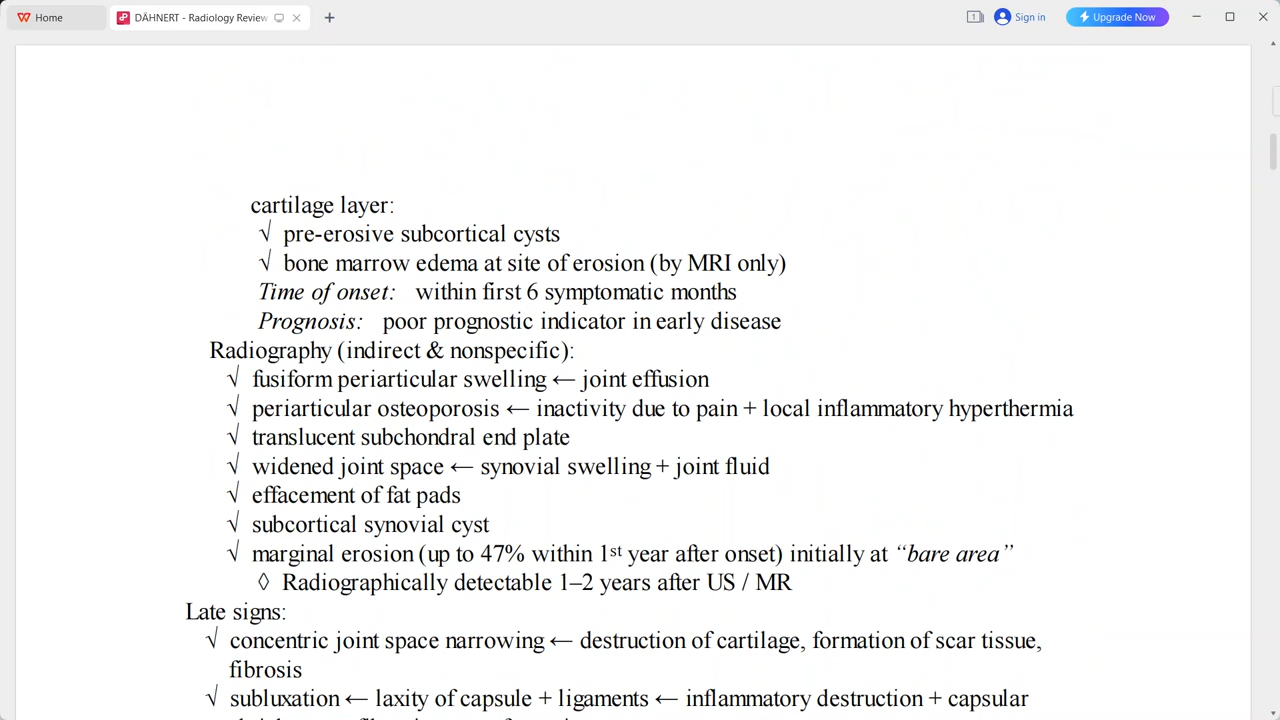 Home
DÄHNERT - Radiology Review
Sign in
Upgrade Now
cartilage layer:
√ pre-erosive subcortical cysts
√ bone marrow edema at site of erosion (by MRI only)
Time of onset: within first 6 symptomatic months
Prognosis: poor prognostic indicator in early disease
Radiography (indirect & nonspecific):
√ fusiform periarticular swelling ← joint effusion
√ periarticular osteoporosis ← inactivity due to pain + local inflammatory hyperthermia
√ translucent subchondral end plate
√ widened joint space ← synovial swelling + joint fluid
√ effacement of fat pads
√ subcortical synovial cyst
√ marginal erosion (up to 47% within 1st year after onset) initially at “bare area”
◊ Radiographically detectable 1–2 years after US / MR
Late signs:
√ concentric joint space narrowing ← destruction of cartilage, formation of scar tissue,
fibrosis
√ subluxation ← laxity of capsule + ligaments ← inflammatory destruction + capsular